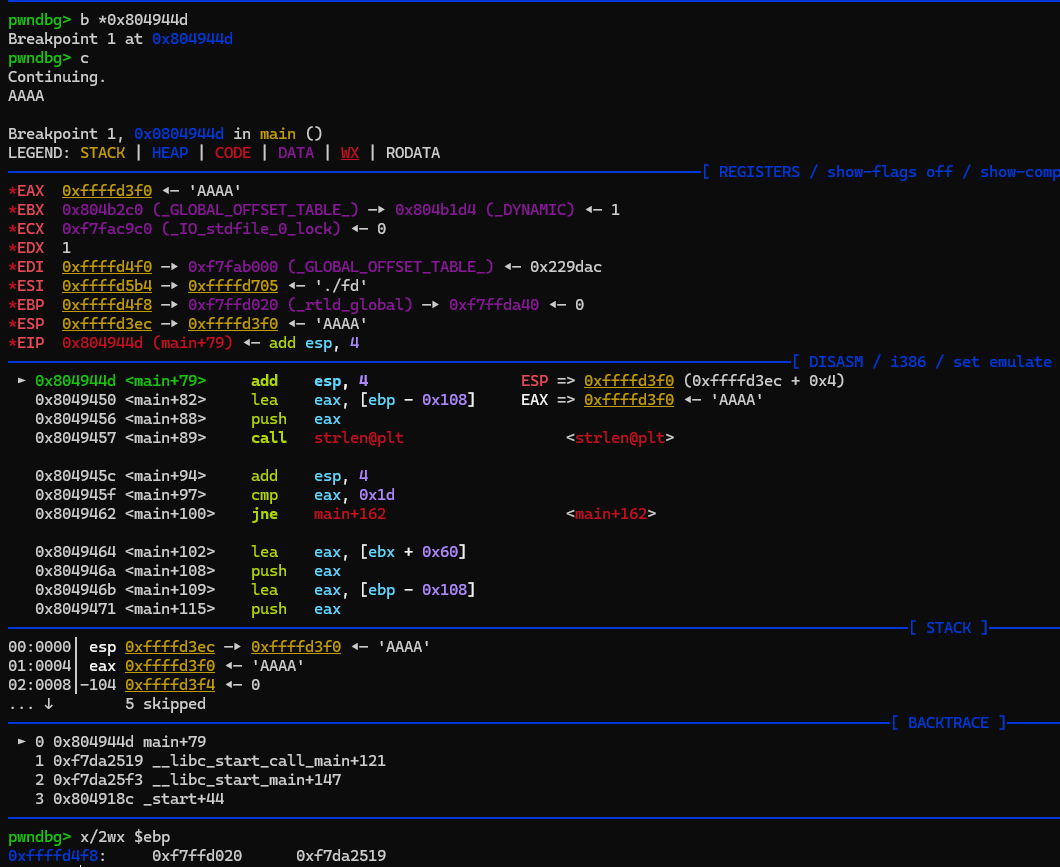 pwndbg> b *0x804944d
Breakpoint 1 at 0x804944d
pwndbg> c
Continuing.
AAAA
Breakpoint 1, 0x0804944d in main ()
LEGEND: STACK | HEAP | CODE | DATA | WX | RODATA
[ REGISTERS / show-flags off / show-comp
*EAX  0xffffd3f0 ◂— 'AAAA'
*EBX  0x804b2c0 (_GLOBAL_OFFSET_TABLE_) —▸ 0x804b1d4 (_DYNAMIC) ◂— 1
*ECX  0xf7fac9c0 (_IO_stdfile_0_lock) ◂— 0
*EDX  1
*EDI  0xffffd4f0 —▸ 0xf7fab000 (_GLOBAL_OFFSET_TABLE_) ◂— 0x229dac
*ESI  0xffffd5b4 —▸ 0xffffd705 ◂— './fd'
*EBP  0xffffd4f8 —▸ 0xf7ffd020 (_rtld_global) —▸ 0xf7ffda40 ◂— 0
*ESP  0xffffd3ec —▸ 0xffffd3f0 ◂— 'AAAA'
*EIP  0x804944d (main+79) ◂— add esp, 4
[ DISASM / i386 / set emulate
► 0x804944d <main+79>     add    esp, 4                   ESP => 0xffffd3f0 (0xffffd3ec + 0x4)
0x8049450 <main+82>     lea    eax, [ebp - 0x108]     EAX => 0xffffd3f0 ◂— 'AAAA'
0x8049456 <main+88>     push   eax
0x8049457 <main+89>     call   strlen@plt                    <strlen@plt>
0x804945c <main+94>     add    esp, 4
0x804945f <main+97>     cmp    eax, 0x1d
0x8049462 <main+100>    jne    main+162                      <main+162>
0x8049464 <main+102>    lea    eax, [ebx + 0x60]
0x804946a <main+108>    push   eax
0x804946b <main+109>    lea    eax, [ebp - 0x108]
0x8049471 <main+115>    push   eax
[ STACK ]
00:0000│ esp 0xffffd3ec —▸ 0xffffd3f0 ◂— 'AAAA'
01:0004│ eax 0xffffd3f0 ◂— 'AAAA'
02:0008│-104 0xffffd3f4 ◂— 0
... ↓        5 skipped
[ BACKTRACE ]
► 0 0x804944d main+79
1 0xf7da2519 __libc_start_call_main+121
2 0xf7da25f3 __libc_start_main+147
3 0x804918c _start+44
pwndbg> x/2wx $ebp
0xffffd4f8:     0xf7ffd020      0xf7da2519